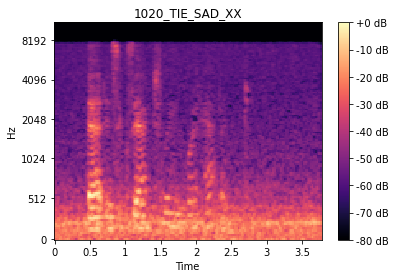 1020_TIE_SAD_XX
+0 dB
8192
-10 dB
4096
-20 dB
-30 dB
2048
Hz
-40 dB
1024
-50 dB
512
-60 dB
-70 dB
0
-80 dB
0 0.5 1 1.5 2 2.5 3 3.5
Time